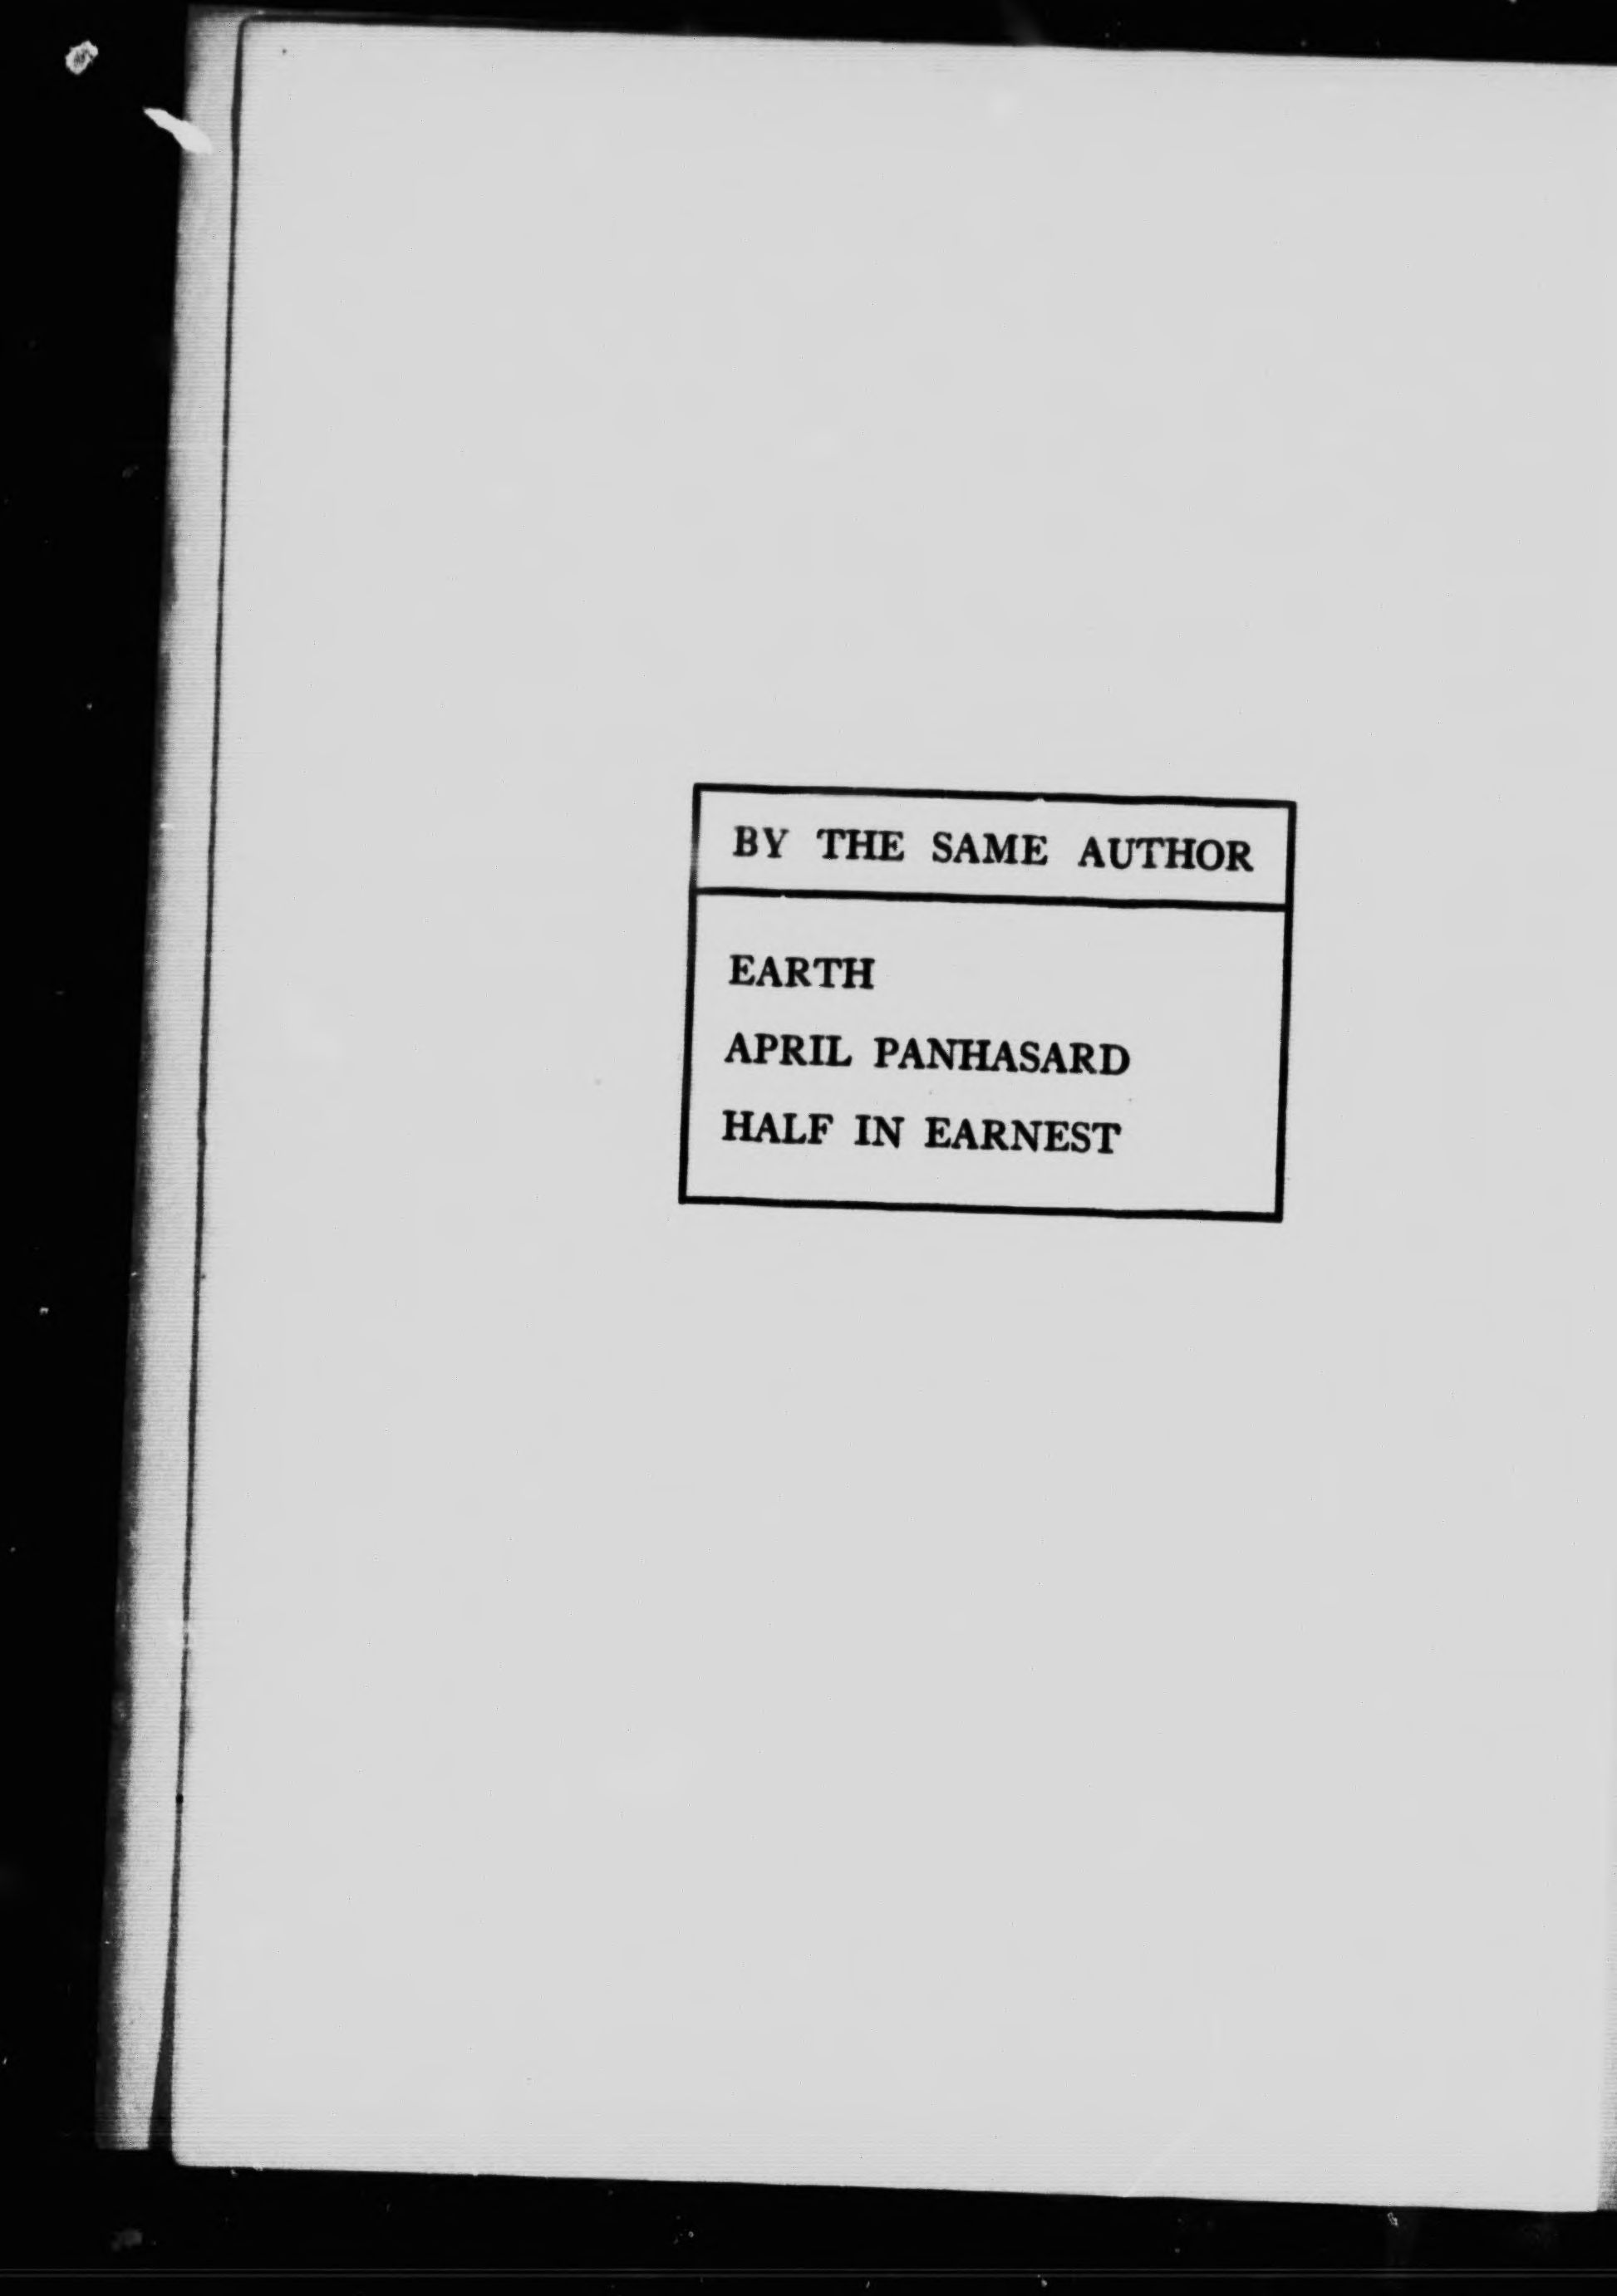 BY THE SAME AUTHOR
EARTH
APRIL PANHASARD
HALF IN EARNEST